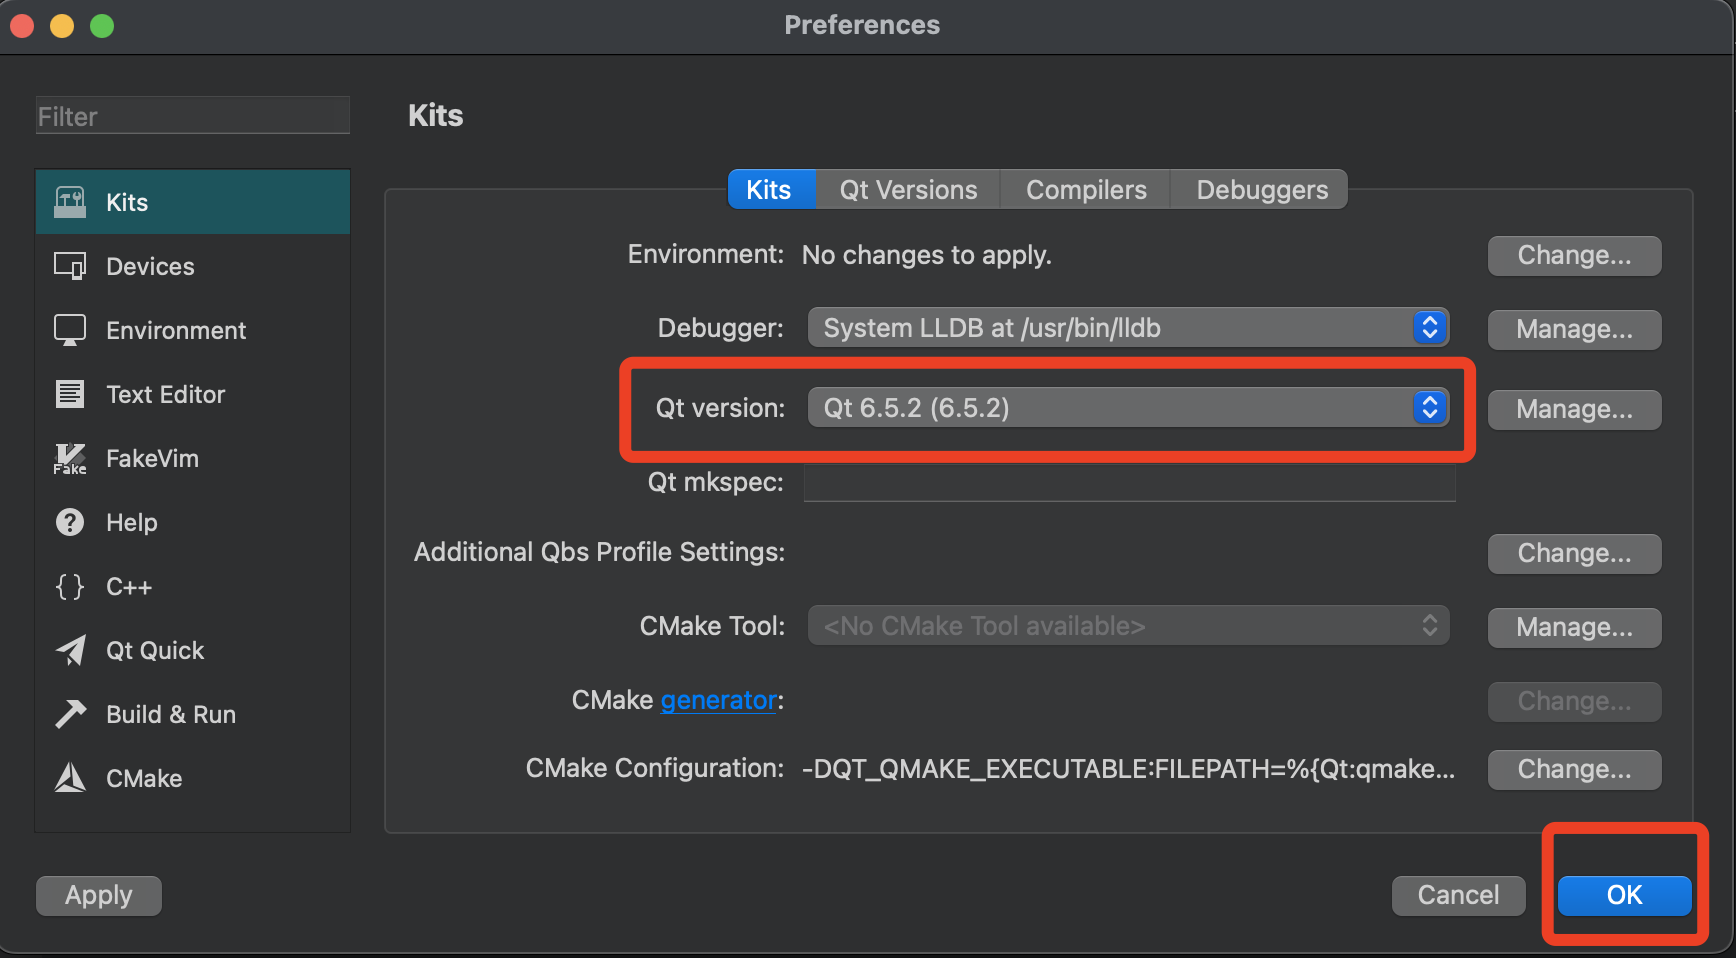 Preferences
Filter
Kits
Devices
Environment
Text Editor
Fake
FakeVim
Help
C++
Qt Quick
Build & Run
CMake
Kits
Kits Qt Versions Compilers Debuggers
Environment: No changes to apply. Change...
Debugger: System LLDB at /usr/bin/lldb Manage...
Qt version: Qt 6.5.2 (6.5.2) Manage...
Qt mkspec:
Additional Qbs Profile Settings: Change...
CMake Tool: <No CMake Tool available> Manage...
CMake generator: Change...
CMake Configuration: -DQT_QMAKE_EXECUTABLE:FILEPATH=%{Qt:qmake... Change...
Apply Cancel OK